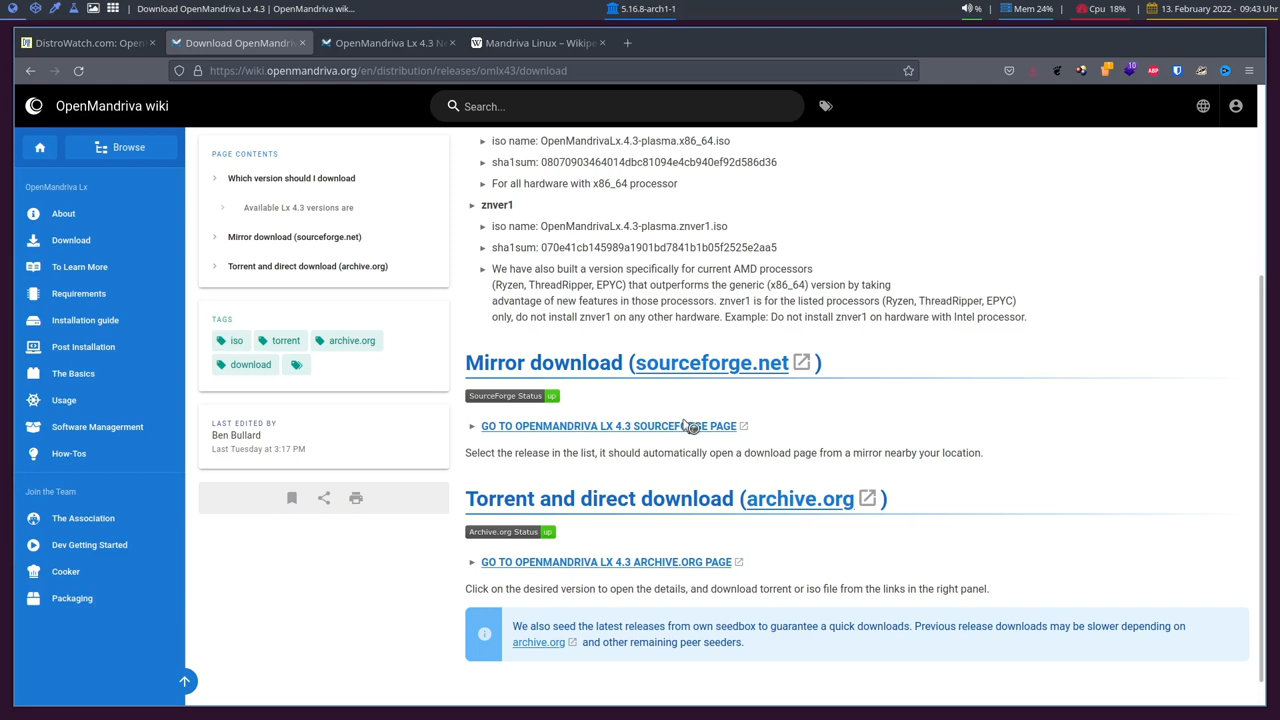 5.16.8-arch1-1
%
Mem 24%
Cpu 18%
13. February 2022 - 09:43 Uhr
Download OpenMandriva Lx 4.3 | OpenMandriva wik...
DistroWatch.com: Open
Download OpenMandri
OpenMandriva Lx 4.3 N
Mandriva Linux – Wikip
https://wiki.openmandriva.org/en/distribution/releases/omlx43/download
10
ABP
OpenMandriva wiki
Search...
Browse
OpenMandriva Lx
About
Download
To Learn More
Requirements
Installation guide
Post Installation
The Basics
Usage
Software Management
How-Tos
Join the Team
The Association
Dev Getting Started
Cooker
Packaging
PAGE CONTENTS
Which version should I download
Available Lx 4.3 versions are
Mirror download (sourceforge.net)
Torrent and direct download (archive.org)
TAGS
iso
torrent
archive.org
download
LAST EDITED BY
Ben Bullard
Last Tuesday at 3:17 PM
iso name: OpenMandrivaLx.4.3-plasma.x86_64.iso
sha1sum: 08070903464014dbc81094e4cb940ef92d586d36
For all hardware with x86_64 processor
znver1
iso name: OpenMandrivaLx.4.3-plasma.znver1.iso
sha1sum: 070e41cb145989a1901bd7841b1b05f2525e2aa5
We have also built a version specifically for current AMD processors
(Ryzen, ThreadRipper, EPYC) that outperforms the generic (x86_64) version by taking
advantage of new features in those processors. znver1 is for the listed processors (Ryzen, ThreadRipper, EPYC)
only, do not install znver1 on any other hardware. Example: Do not install znver1 on hardware with Intel processor.
Mirror download (sourceforge.net )
SourceForge Status up
GO TO OPENMANDRIVA LX 4.3 SOURCEFORGE PAGE
Select the release in the list, it should automatically open a download page from a mirror nearby your location.
Torrent and direct download (archive.org )
Archive.org Status up
GO TO OPENMANDRIVA LX 4.3 ARCHIVE.ORG PAGE
Click on the desired version to open the details, and download torrent or iso file from the links in the right panel.
We also seed the latest releases from own seedbox to guarantee a quick downloads. Previous release downloads may be slower depending on
archive.org and other remaining peer seeders.